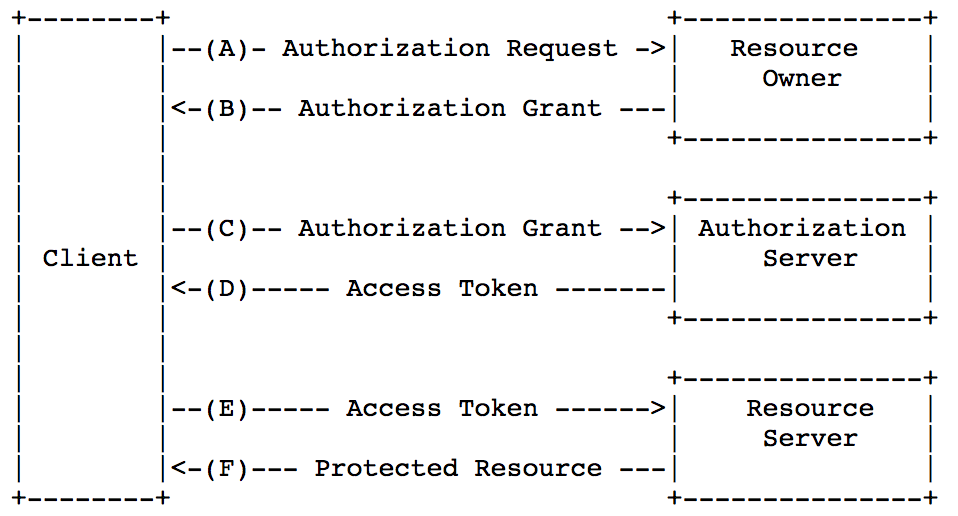 +--------+                               +---------------+
|        |--(A)- Authorization Request ->|   Resource    |
|        |                               |     Owner     |
|        |<-(B)-- Authorization Grant ---|               |
|        |                               +---------------+
|        |
|        |                               +---------------+
|        |--(C)-- Authorization Grant -->| Authorization |
| Client |                               |     Server    |
|        |<-(D)----- Access Token -------|               |
|        |                               +---------------+
|        |
|        |                               +---------------+
|        |--(E)----- Access Token ------>|    Resource   |
|        |                               |     Server    |
|        |<-(F)--- Protected Resource ---|               |
+--------+                               +---------------+